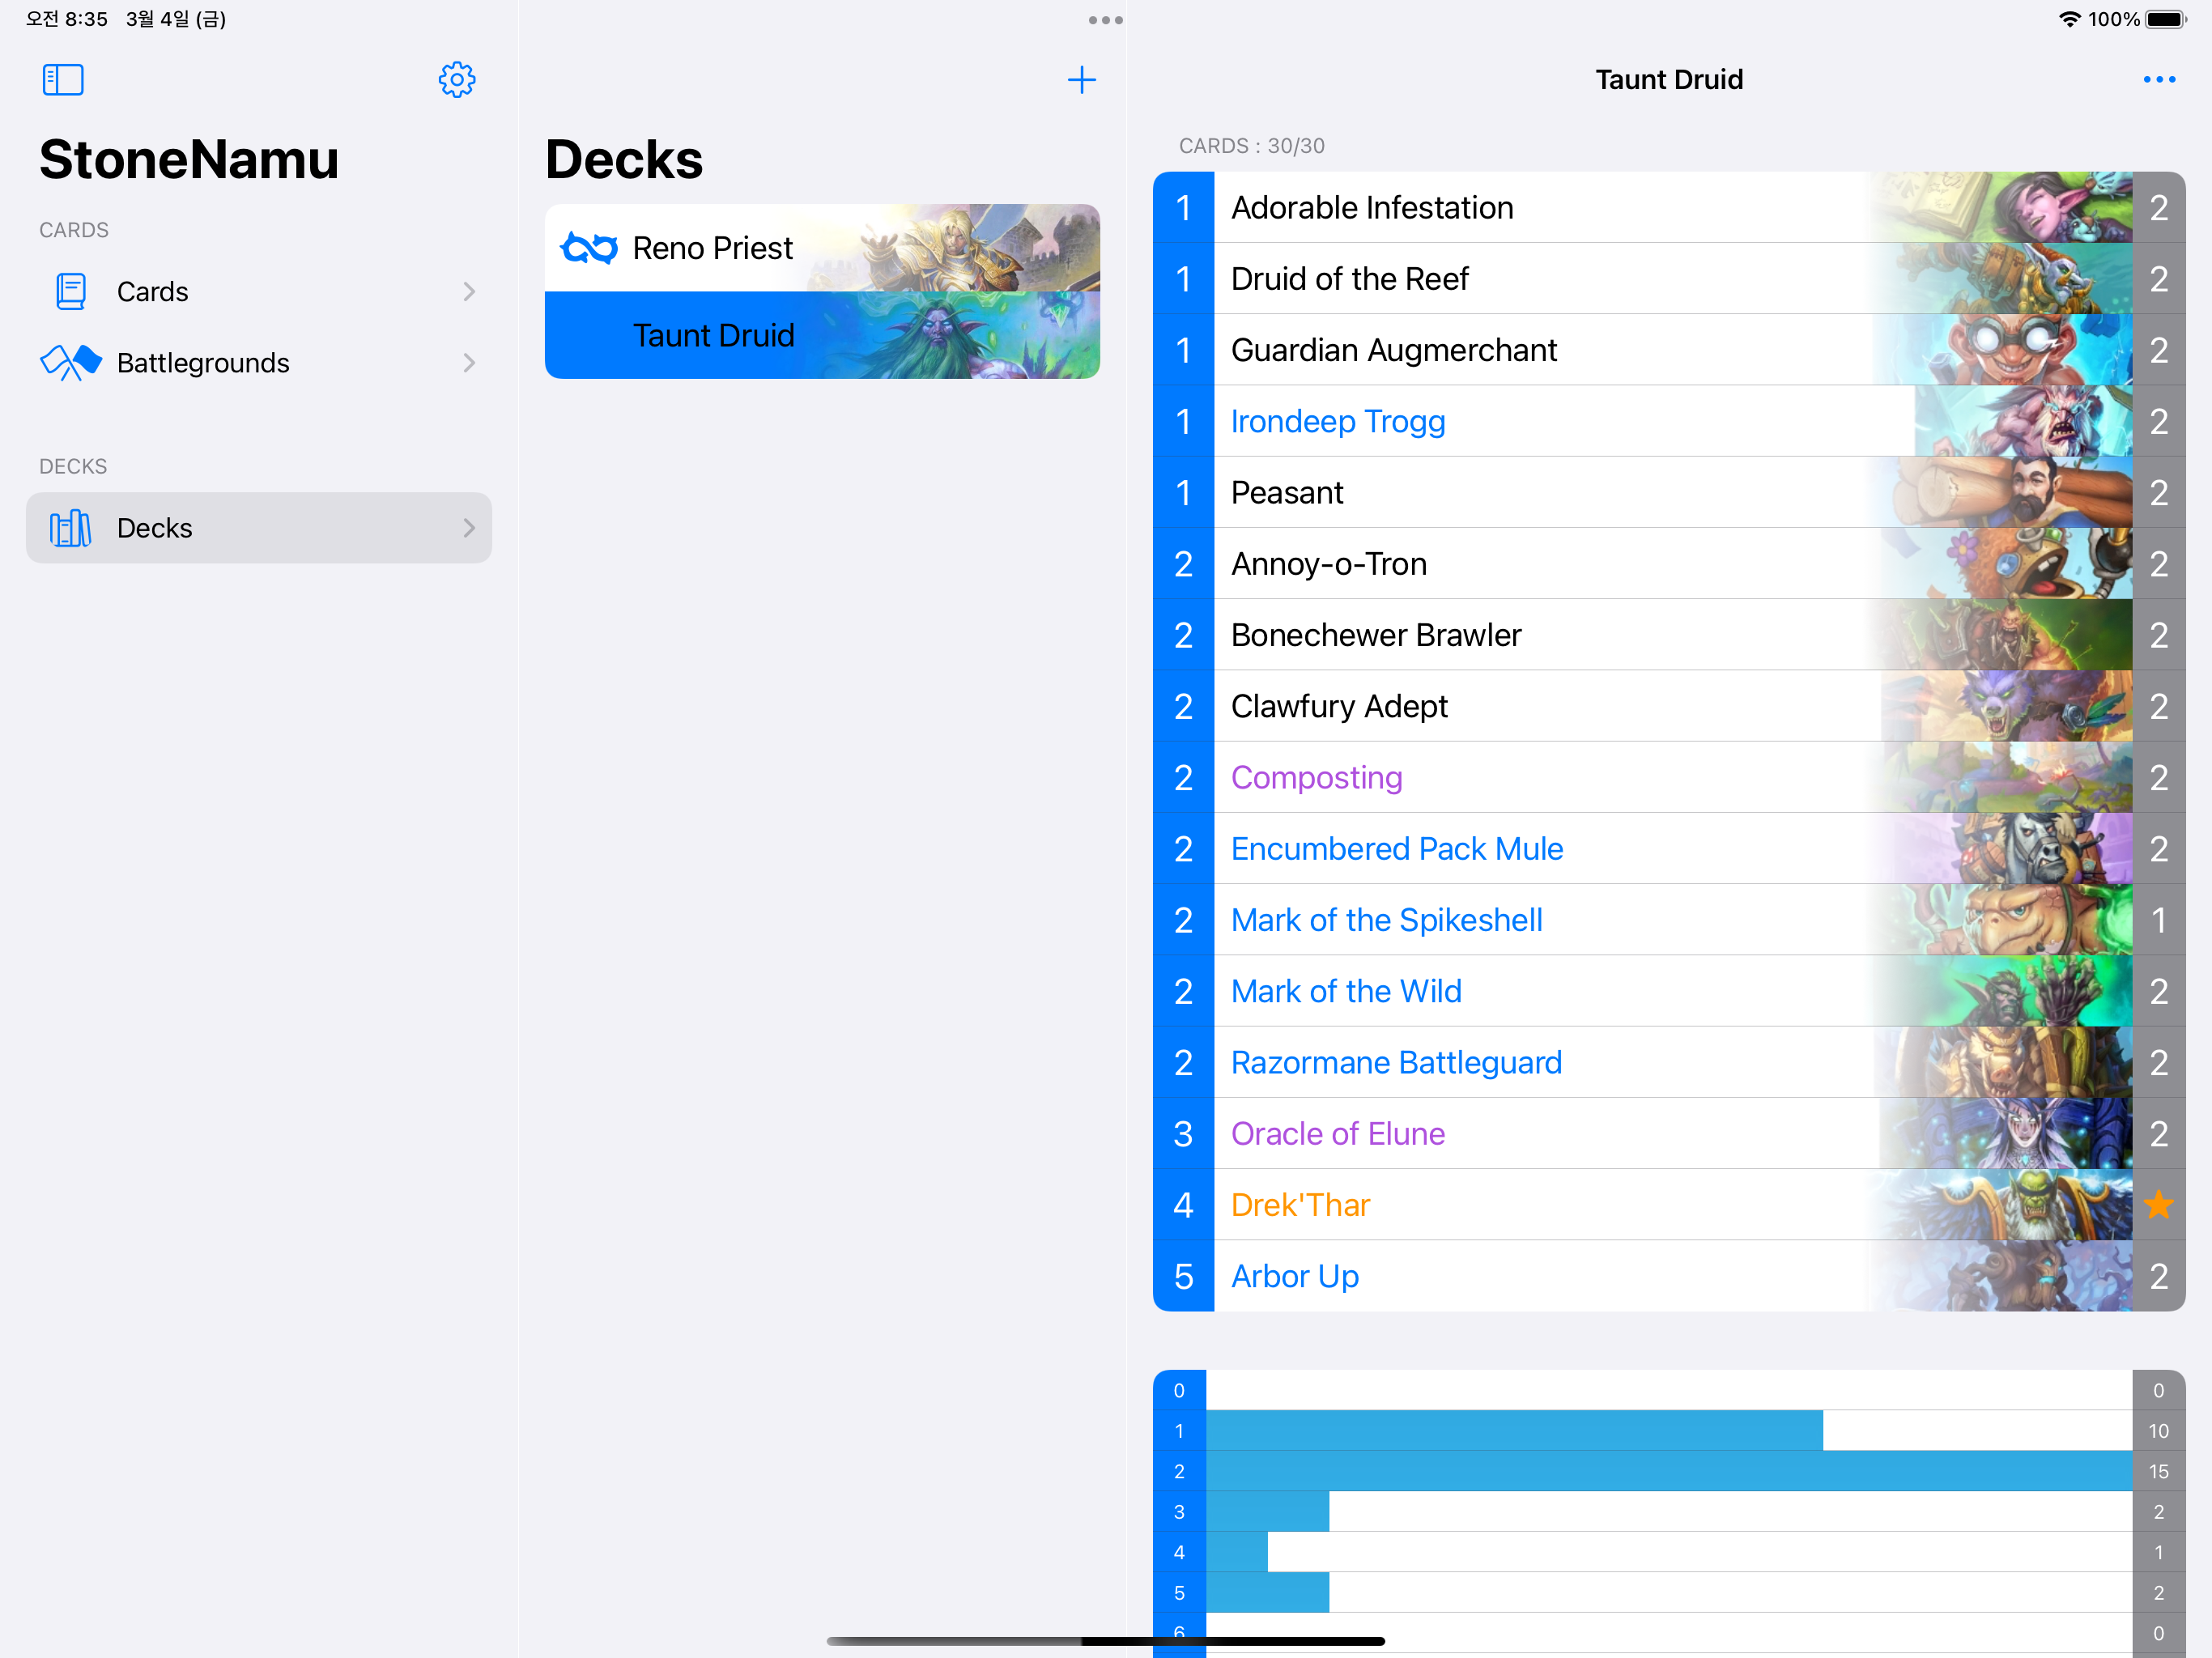 오전 8:35 3월 4일 (금)
100%
StoneNamu
CARDS
Cards
Battlegrounds
DECKS
Decks
Decks
Reno Priest
Taunt Druid
Taunt Druid
CARDS : 30/30
1 Adorable Infestation 2
1 Druid of the Reef 2
1 Guardian Augmerchant 2
1 Irondeep Trogg 2
1 Peasant 2
2 Annoy-o-Tron 2
2 Bonechewer Brawler 2
2 Clawfury Adept 2
2 Composting 2
2 Encumbered Pack Mule 2
2 Mark of the Spikeshell 1
2 Mark of the Wild 2
2 Razormane Battleguard 2
3 Oracle of Elune 2
4 Drek'Thar
5 Arbor Up 2
0 0
1 10
2 15
3 2
4 1
5 2
6 0